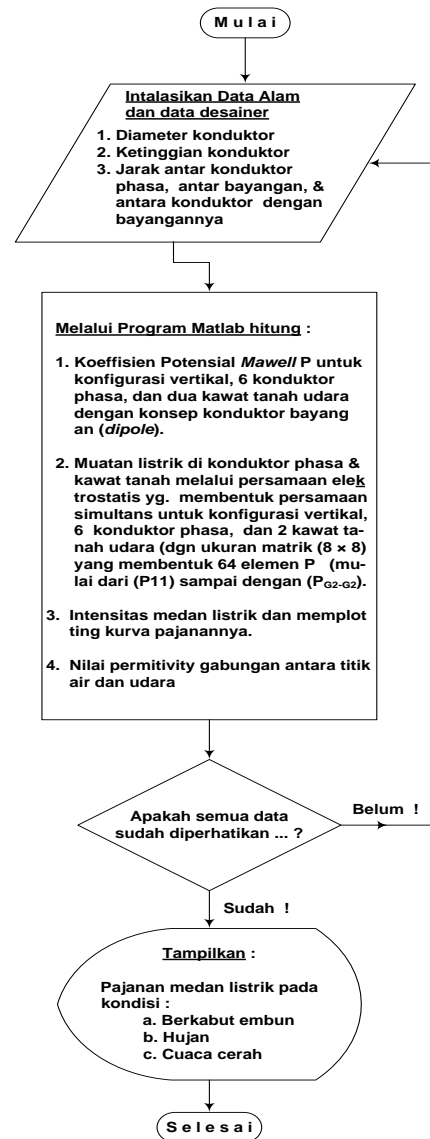 M u l a i
Intalasikan Data Alam
dan data desainer
1. Diameter konduktor
2. Ketinggian konduktor
3. Jarak antar konduktor
phasa, antar bayangan, &
antara konduktor dengan
bayangannya
Melalui Program Matlab hitung :
1. Koeffisien Potensial Mawell P untuk
konfigurasi vertikal, 6 konduktor
phasa, dan dua kawat tanah udara
dengan konsep konduktor bayang
an (dipole).
2. Muatan listrik di konduktor phasa &
kawat tanah melalui persamaan elek
trostatis yg. membentuk persamaan
simultans untuk konfigurasi vertikal,
6 konduktor phasa, dan 2 kawat ta-
nah udara (dgn ukuran matrik (8 × 8)
yang membentuk 64 elemen P (mu-
lai dari (P11) sampai dengan (PG2-G2).
3. Intensitas medan listrik dan memplot
ting kurva pajanannya.
4. Nilai permitivity gabungan antara titik
air dan udara
Apakah semua data
sudah diperhatikan ... ?
Belum !
Sudah !
Tampilkan :
Pajanan medan listrik pada
kondisi :
a. Berkabut embun
b. Hujan
c. Cuaca cerah
S e l e s a i